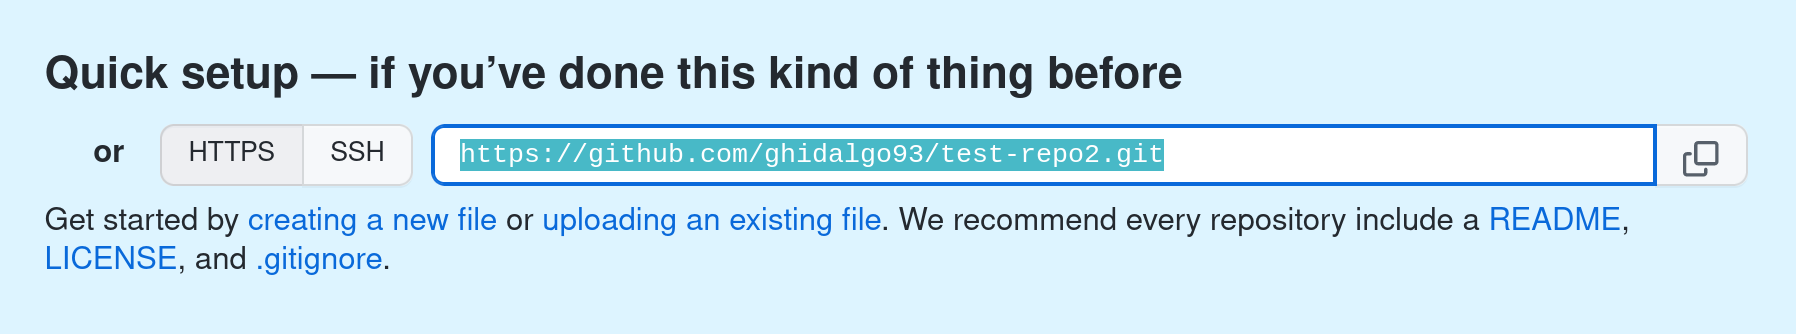 Quick setup — if you’ve done this kind of thing before
or HTTPS SSH https://github.com/ghidalgo93/test-repo2.git
Get started by creating a new file or uploading an existing file. We recommend every repository include a README,
LICENSE, and .gitignore.